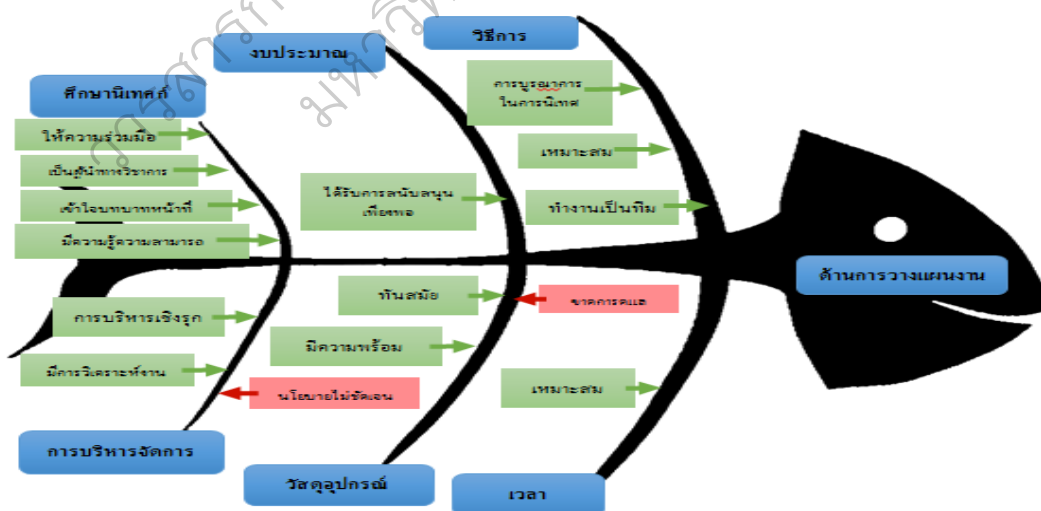 วิธีการ
งบประมาณ
ศึกษานิเทศก์
การบูรณาการ
ในการนิเทศ
เหมาะสม
ทำงานเป็นทีม
ได้รับการสนับสนุน
เพียงพอ
ให้ความร่วมมือ
เป็นผู้นำทางวิชาการ
เข้าใจบทบาทหน้าที่
มีความรู้ความสามารถ
ด้านการวางแผนงาน
ทันสมัย
ขาดการดูแล
มีความพร้อม
เหมาะสม
การบริหารเชิงรุก
มีการวิเคราะห์งาน
นโยบายไม่ชัดเจน
การบริหารจัดการ
วัสดุอุปกรณ์
เวลา